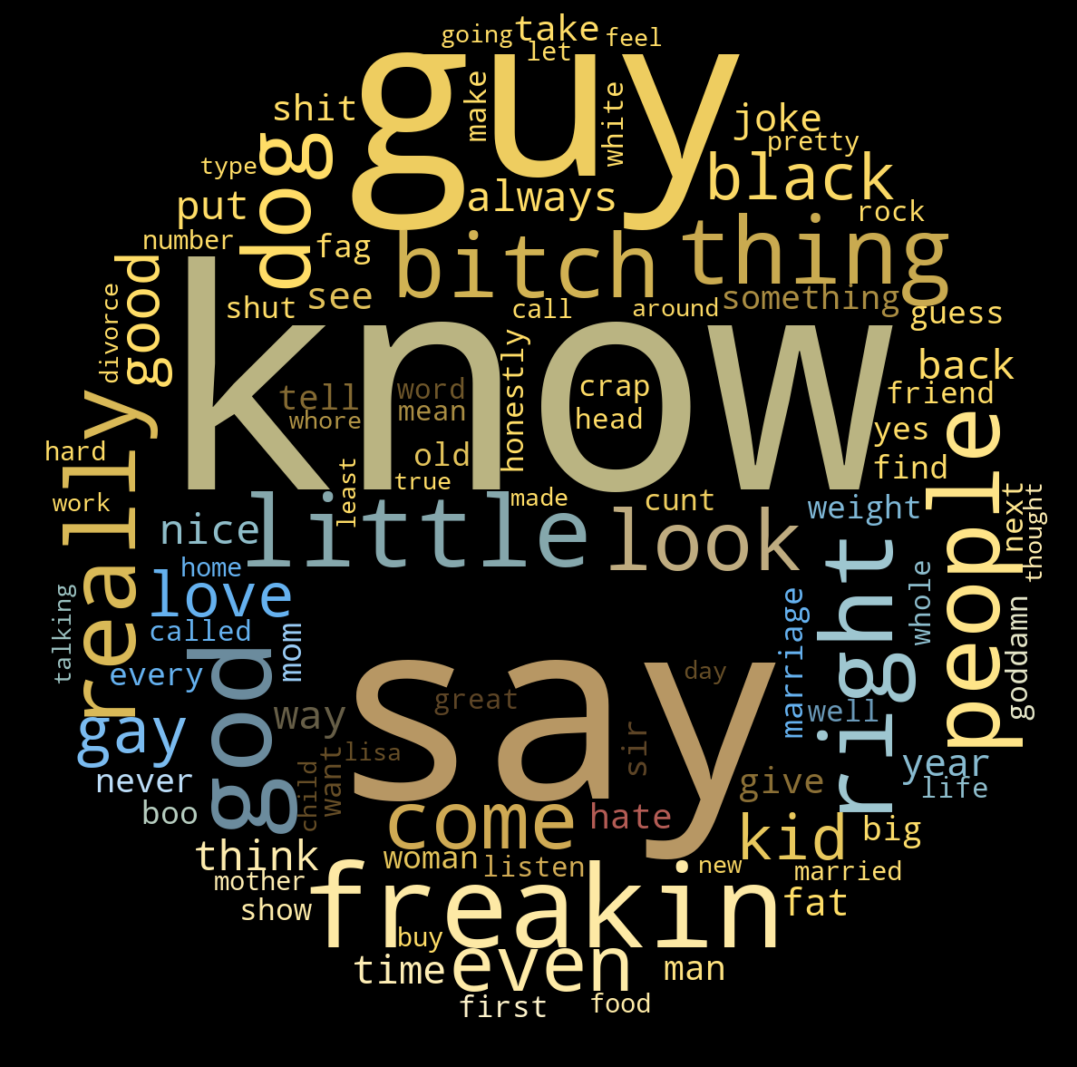 going
take
feel
let
guy
make
white
shit
joke
pretty
dog
type
black
always
put
rock
number
fag
bitch
thing
good
divorce
shut
see
call
around
something
guess
know
honestly
back
tell
word
crap
friend
whore
mean
head
people
really
yes
hard
old
find
least
true
work
made
cunt
weight
next
thought
nice
little
look
right
home
love
whole
called
mom
marriage
talking
goddamn
every
god
say
day
gay
way
great
well
sir
never
lisa
year
child
want
give
life
boo
come
hate
kid
big
think
woman
listen
new
married
mother
freakin
show
fat
buy
time
even
man
first
food